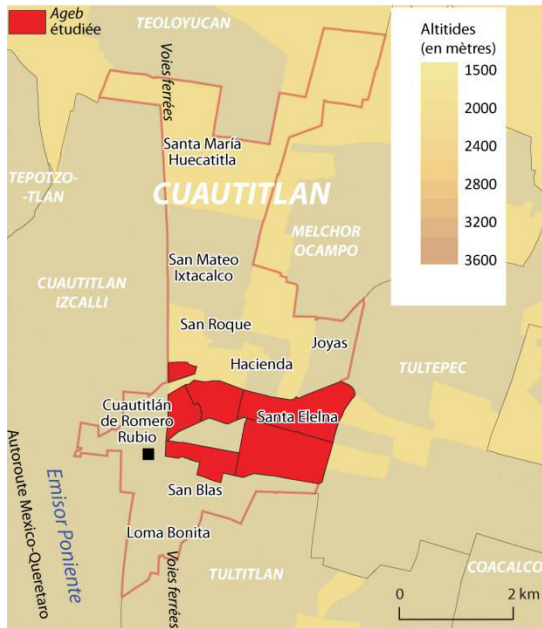 Ageb
étudiée
TEOLOYUCAN
Altitudes
(en mètres)
1500
2000
2400
2800
3200
3600
Voies ferrées
Santa María
Huecatitla
TEPOTZO-
-TLAN
CUAUTITLAN
MELCHOR
OCAMPO
San Mateo
Ixtacalco
CUAUTITLAN
IZCALLI
San Roque
Joyas
Hacienda
TULTEPEC
Cuautitlán
de Romero
Rubio
Santa Elelna
San Blas
Autoroute Mexico-Queretaro
Emisor Poniente
Loma Bonita
Voies ferrées
TULTITLAN
COACALCO
0 2 km